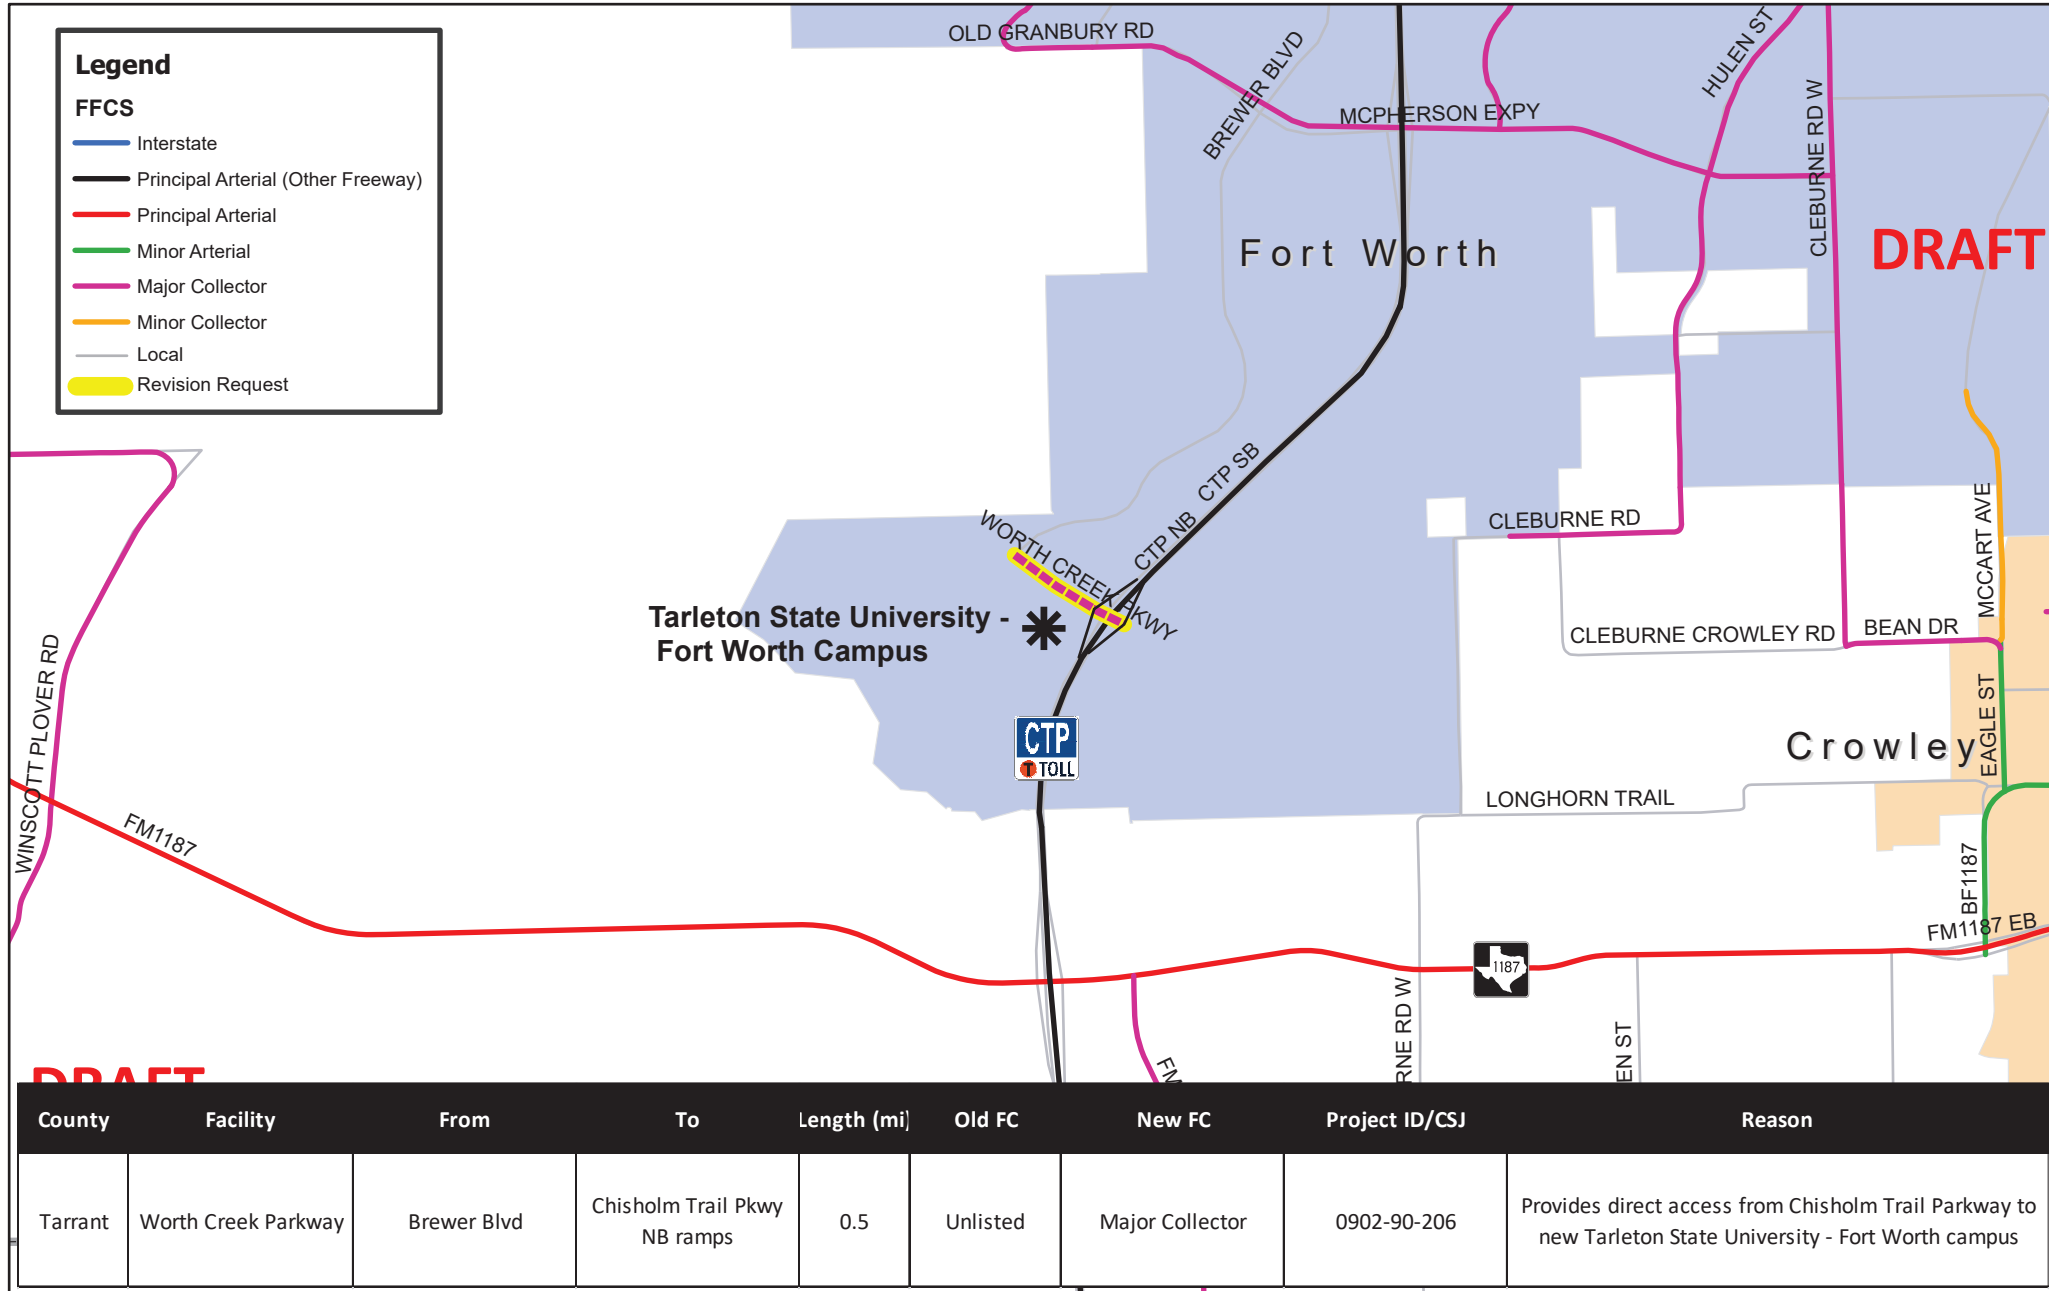 Legend
FFCS
Interstate
Principal Arterial (Other Freeway)
Principal Arterial
Minor Arterial
Major Collector
Minor Collector
Local
Revision Request
OLD GRANBURY RD
BREWER BLVD
MCPHERSON EXPY
HULEN ST
CLEBURNE RD W
Fort Worth
DRAFT
CTP SB
CTP NB
WORTH CREEK PKWY
CLEBURNE RD
MCCART AVE
Tarleton State University -
Fort Worth Campus
CLEBURNE CROWLEY RD
BEAN DR
WINSCOTT PLOVER RD
EAGLE ST
CTP
T TOLL
Crowley
LONGHORN TRAIL
FM1187
BF1187
FM1187 EB
1187
RNE RD W
EN ST
FM
DRAFT
County Facility From To Length (mi) Old FC New FC Project ID/CSJ Reason
Tarrant Worth Creek Parkway Brewer Blvd Chisholm Trail Pkwy NB ramps 0.5 Unlisted Major Collector 0902-90-206 Provides direct access from Chisholm Trail Parkway to
new Tarleton State University - Fort Worth campus